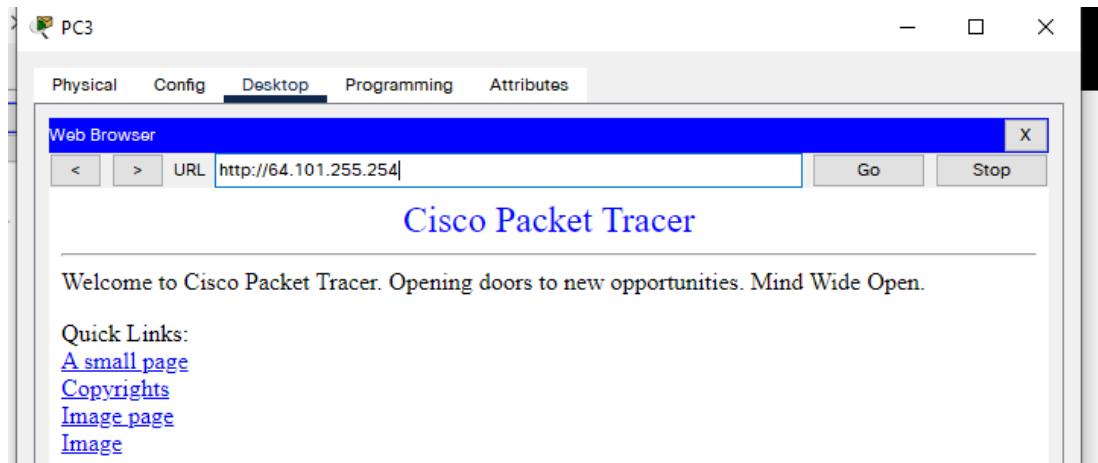 PC3
Physical Config Desktop Programming Attributes
Web Browser X
< > URL http://64.101.255.254 Go Stop
Cisco Packet Tracer
Welcome to Cisco Packet Tracer. Opening doors to new opportunities. Mind Wide Open.
Quick Links:
A small page
Copyrights
Image page
Image